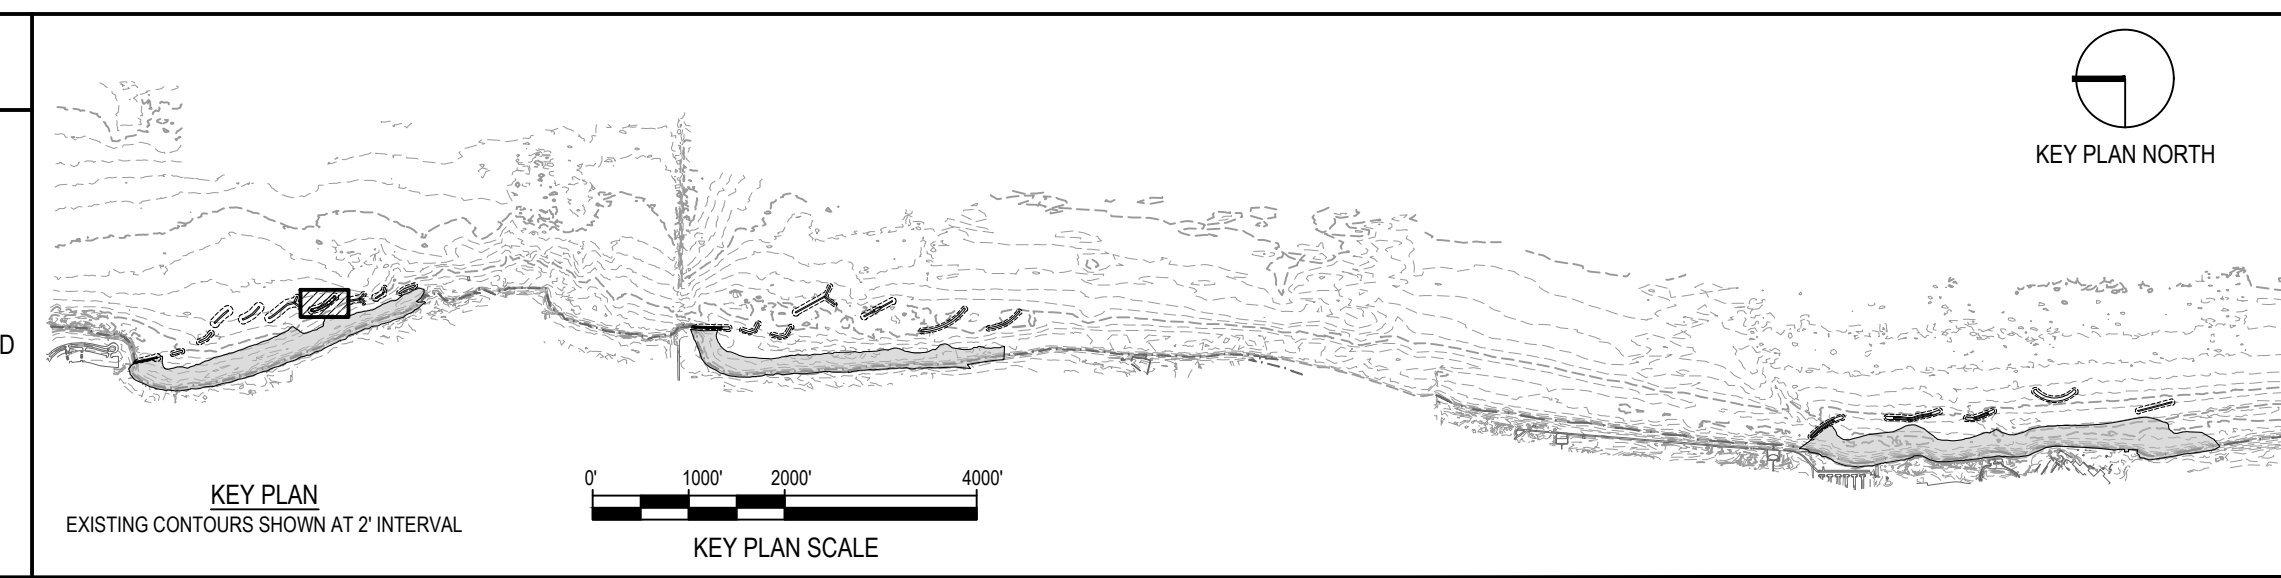 KEY PLAN NORTH
D
0' 1000' 2000' 4000'
KEY PLAN
EXISTING CONTOURS SHOWN AT 2' INTERVAL
KEY PLAN SCALE